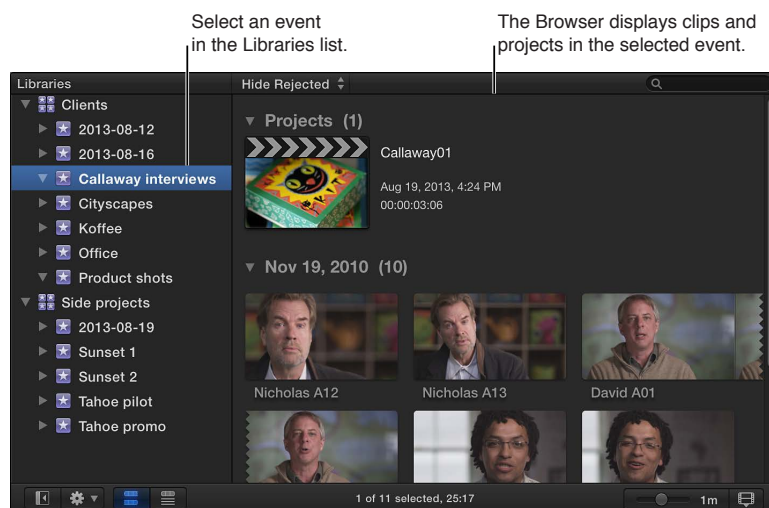 Select an event
in the Libraries list.
The Browser displays clips and
projects in the selected event.
Libraries
Hide Rejected
Clients
2013-08-12
2013-08-16
Callaway interviews
Cityscapes
Koffee
Office
Product shots
Side projects
2013-08-19
Sunset 1
Sunset 2
Tahoe pilot
Tahoe promo
Projects (1)
Callaway01
Aug 19, 2013, 4:24 PM
00:00:03:06
Nov 19, 2010 (10)
Nicholas A12
Nicholas A13
David A01
1 of 11 selected, 25:17
1m